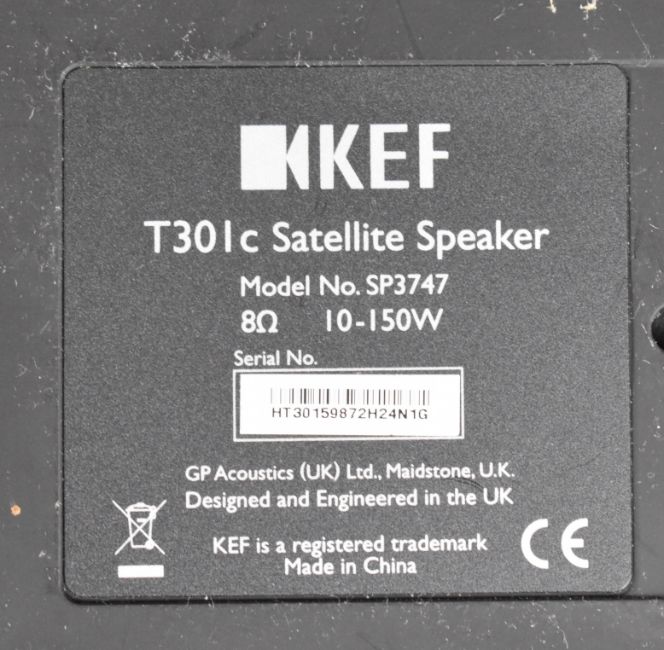 KEF
T301c Satellite Speaker
Model No. SP3747
8Ω 10-150W
Serial No.
HT30159872H24N1G
GP Acoustics (UK) Ltd., Maidstone, U.K.
Designed and Engineered in the UK
KEF is a registered trademark
Made in China
CE